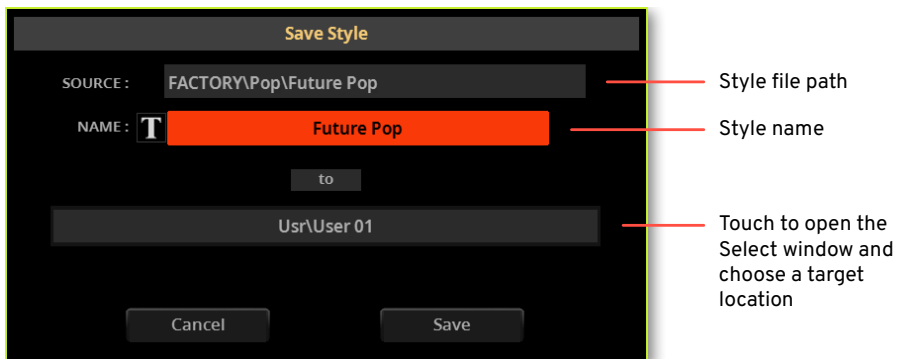 Save Style
SOURCE: FACTORY\Pop\Future Pop
Style file path
NAME: T Future Pop
Style name
to
Usr\User 01
Touch to open the
Select window and
choose a target
location
Cancel Save